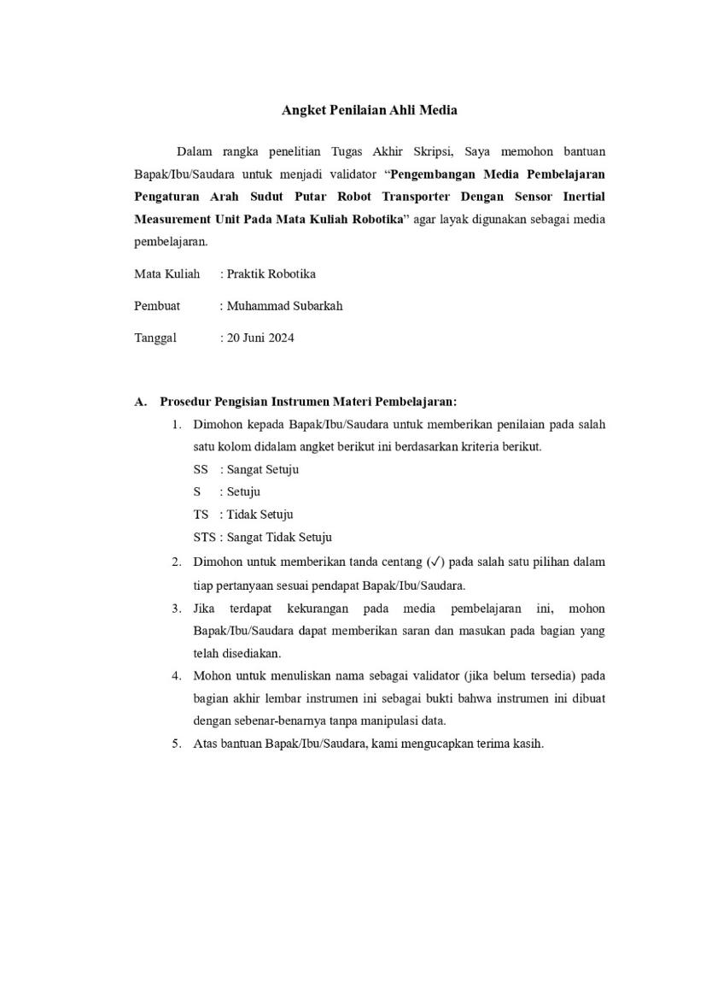 Angket Penilaian Ahli Media
Dalam rangka penelitian Tugas Akhir Skripsi, Saya memohon bantuan
Bapak/Ibu/Saudara untuk menjadi validator “Pengembangan Media Pembelajaran
Pengaturan Arah Sudut Putar Robot Transporter Dengan Sensor Inertial
Measurement Unit Pada Mata Kuliah Robotika” agar layak digunakan sebagai media
pembelajaran.
Mata Kuliah : Praktik Robotika
Pembuat : Muhammad Subarkah
Tanggal : 20 Juni 2024
A. Prosedur Pengisian Instrumen Materi Pembelajaran:
1. Dimohon kepada Bapak/Ibu/Saudara untuk memberikan penilaian pada salah
satu kolom didalam angket berikut ini berdasarkan kriteria berikut.
SS : Sangat Setuju
S : Setuju
TS : Tidak Setuju
STS : Sangat Tidak Setuju
2. Dimohon untuk memberikan tanda centang (✓) pada salah satu pilihan dalam
tiap pertanyaan sesuai pendapat Bapak/Ibu/Saudara.
3. Jika terdapat kekurangan pada media pembelajaran ini, mohon
Bapak/Ibu/Saudara dapat memberikan saran dan masukan pada bagian yang
telah disediakan.
4. Mohon untuk menuliskan nama sebagai validator (jika belum tersedia) pada
bagian akhir lembar instrumen ini sebagai bukti bahwa instrumen ini dibuat
dengan sebenar-benarnya tanpa manipulasi data.
5. Atas bantuan Bapak/Ibu/Saudara, kami mengucapkan terima kasih.